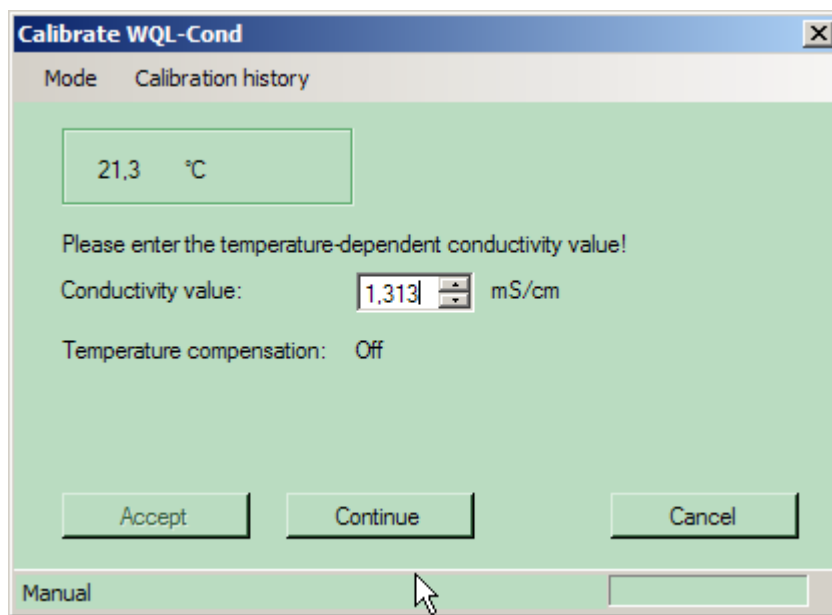 Calibrate WQL-Cond
Mode Calibration history
21,3 °C
Please enter the temperature-dependent conductivity value!
Conductivity value: 1,313 mS/cm
Temperature compensation: Off
Accept Continue Cancel
Manual